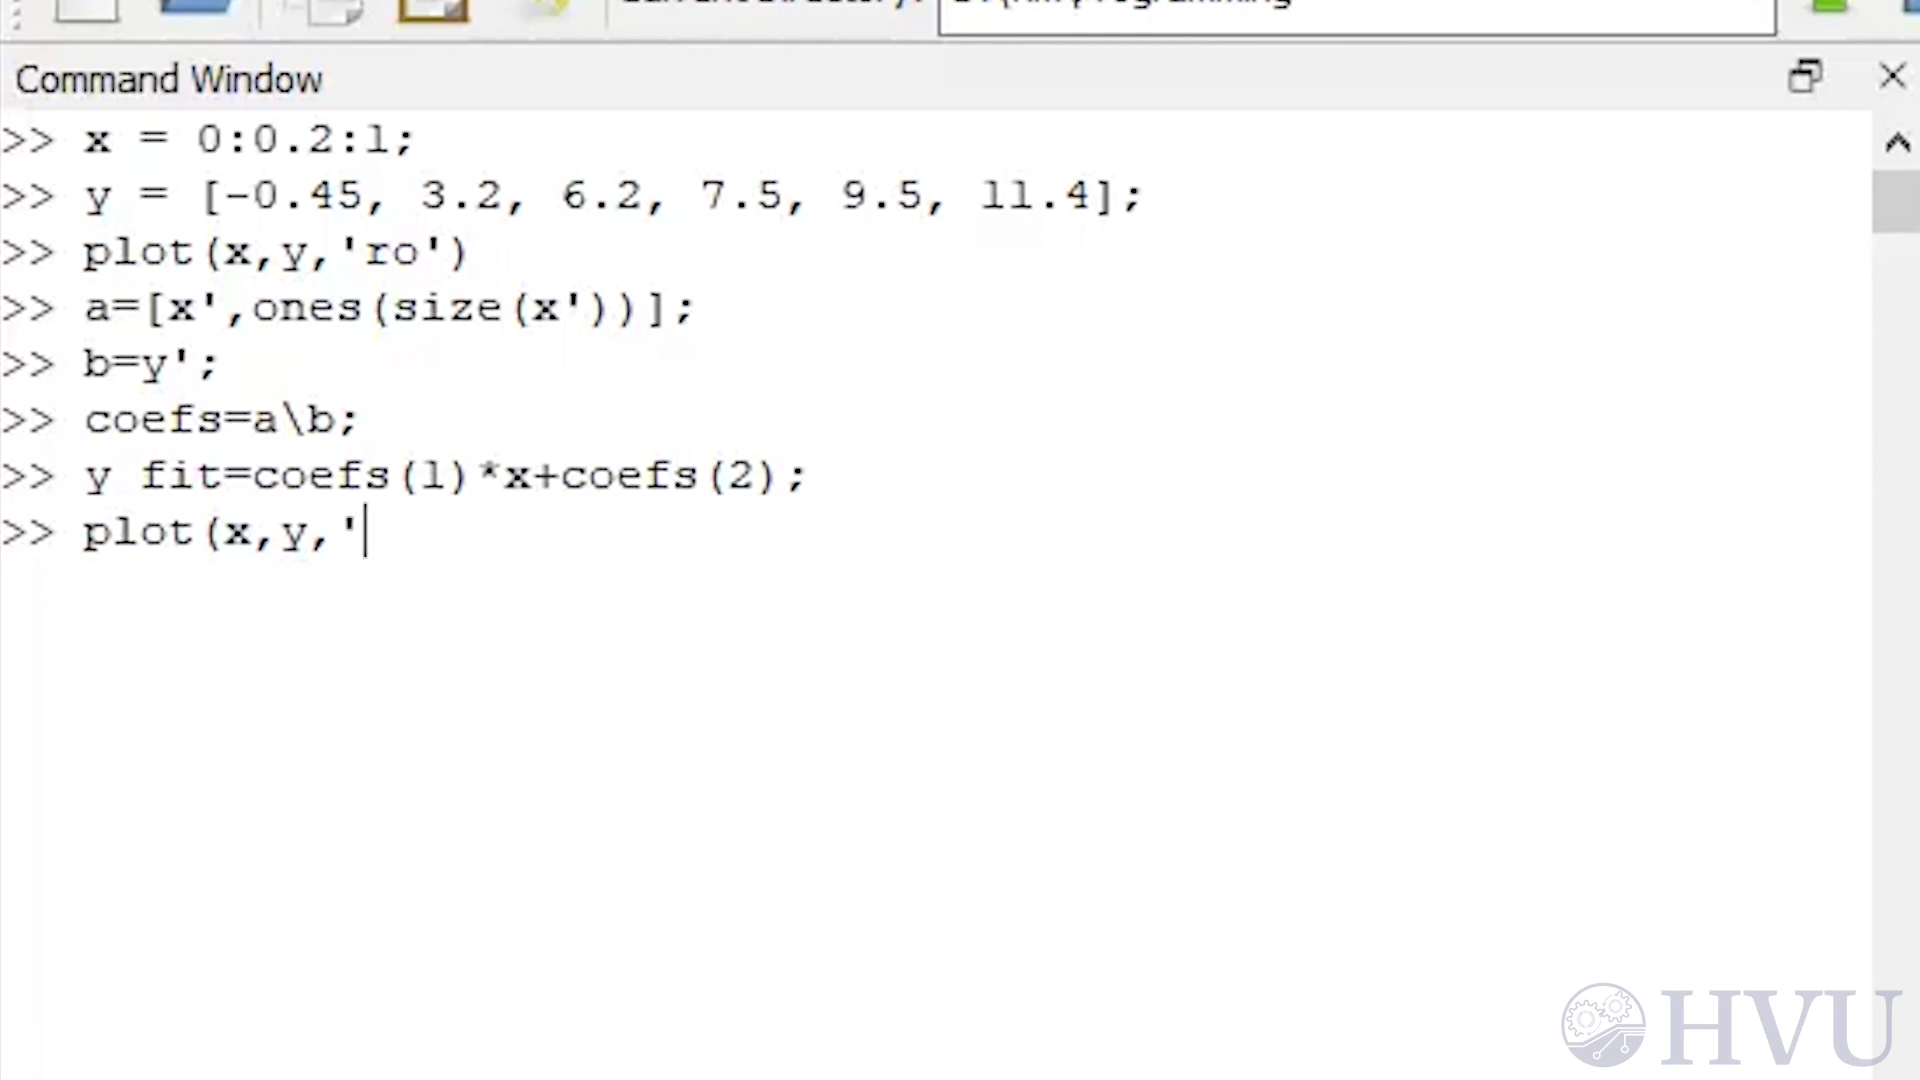 Command Window
>> x = 0:0.2:1;
>> y = [-0.45, 3.2, 6.2, 7.5, 9.5, 11.4];
>> plot(x,y,'ro')
>> a=[x',ones(size(x'))];
>> b=y';
>> coefs=a\b;
>> y fit=coefs(1)*x+coefs(2);
>> plot(x,y,'
HVU